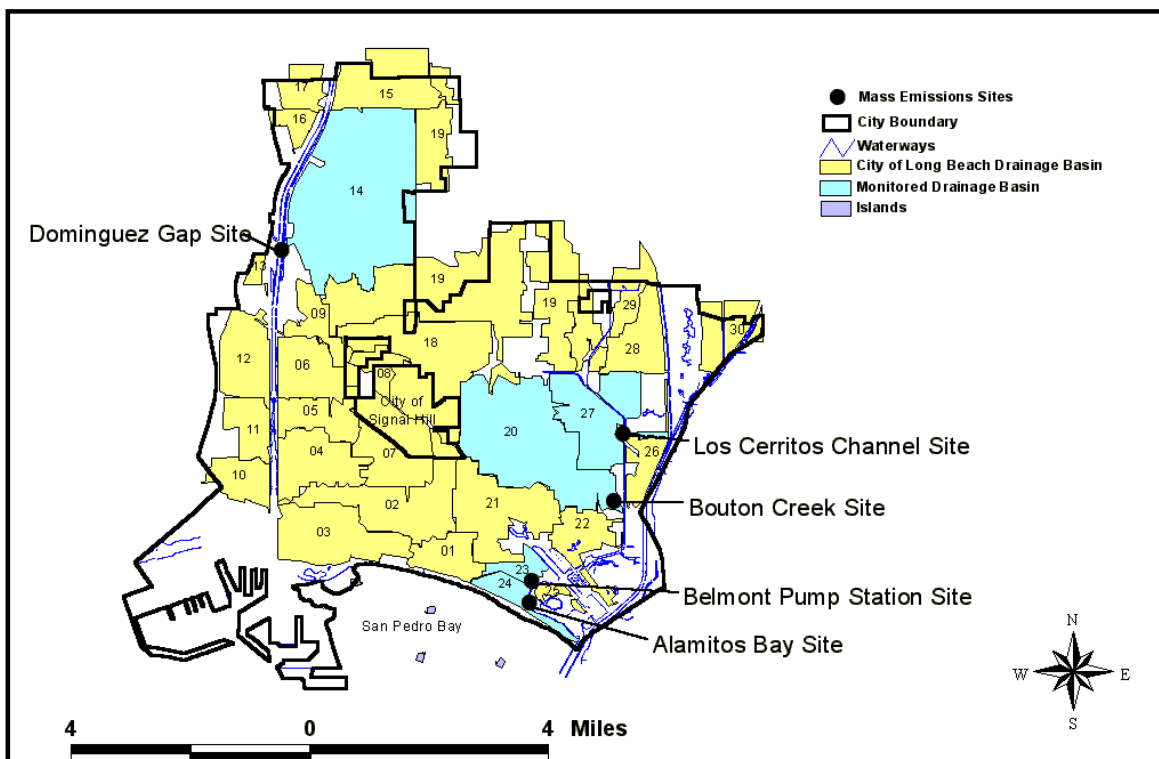 17
15
16
19
14
Mass Emissions Sites
City Boundary
Waterways
City of Long Beach Drainage Basin
Monitored Drainage Basin
Islands
Dominguez Gap Site
13
19
19
29
30
09
18
28
12
06
08
City of
Signal Hill
05
27
11
20
04
07
26
Los Cerritos Channel Site
10
02
21
Bouton Creek Site
03
22
01
23
24
Belmont Pump Station Site
San Pedro Bay
Alamitos Bay Site
N
W
E
S
4
0
4
Miles